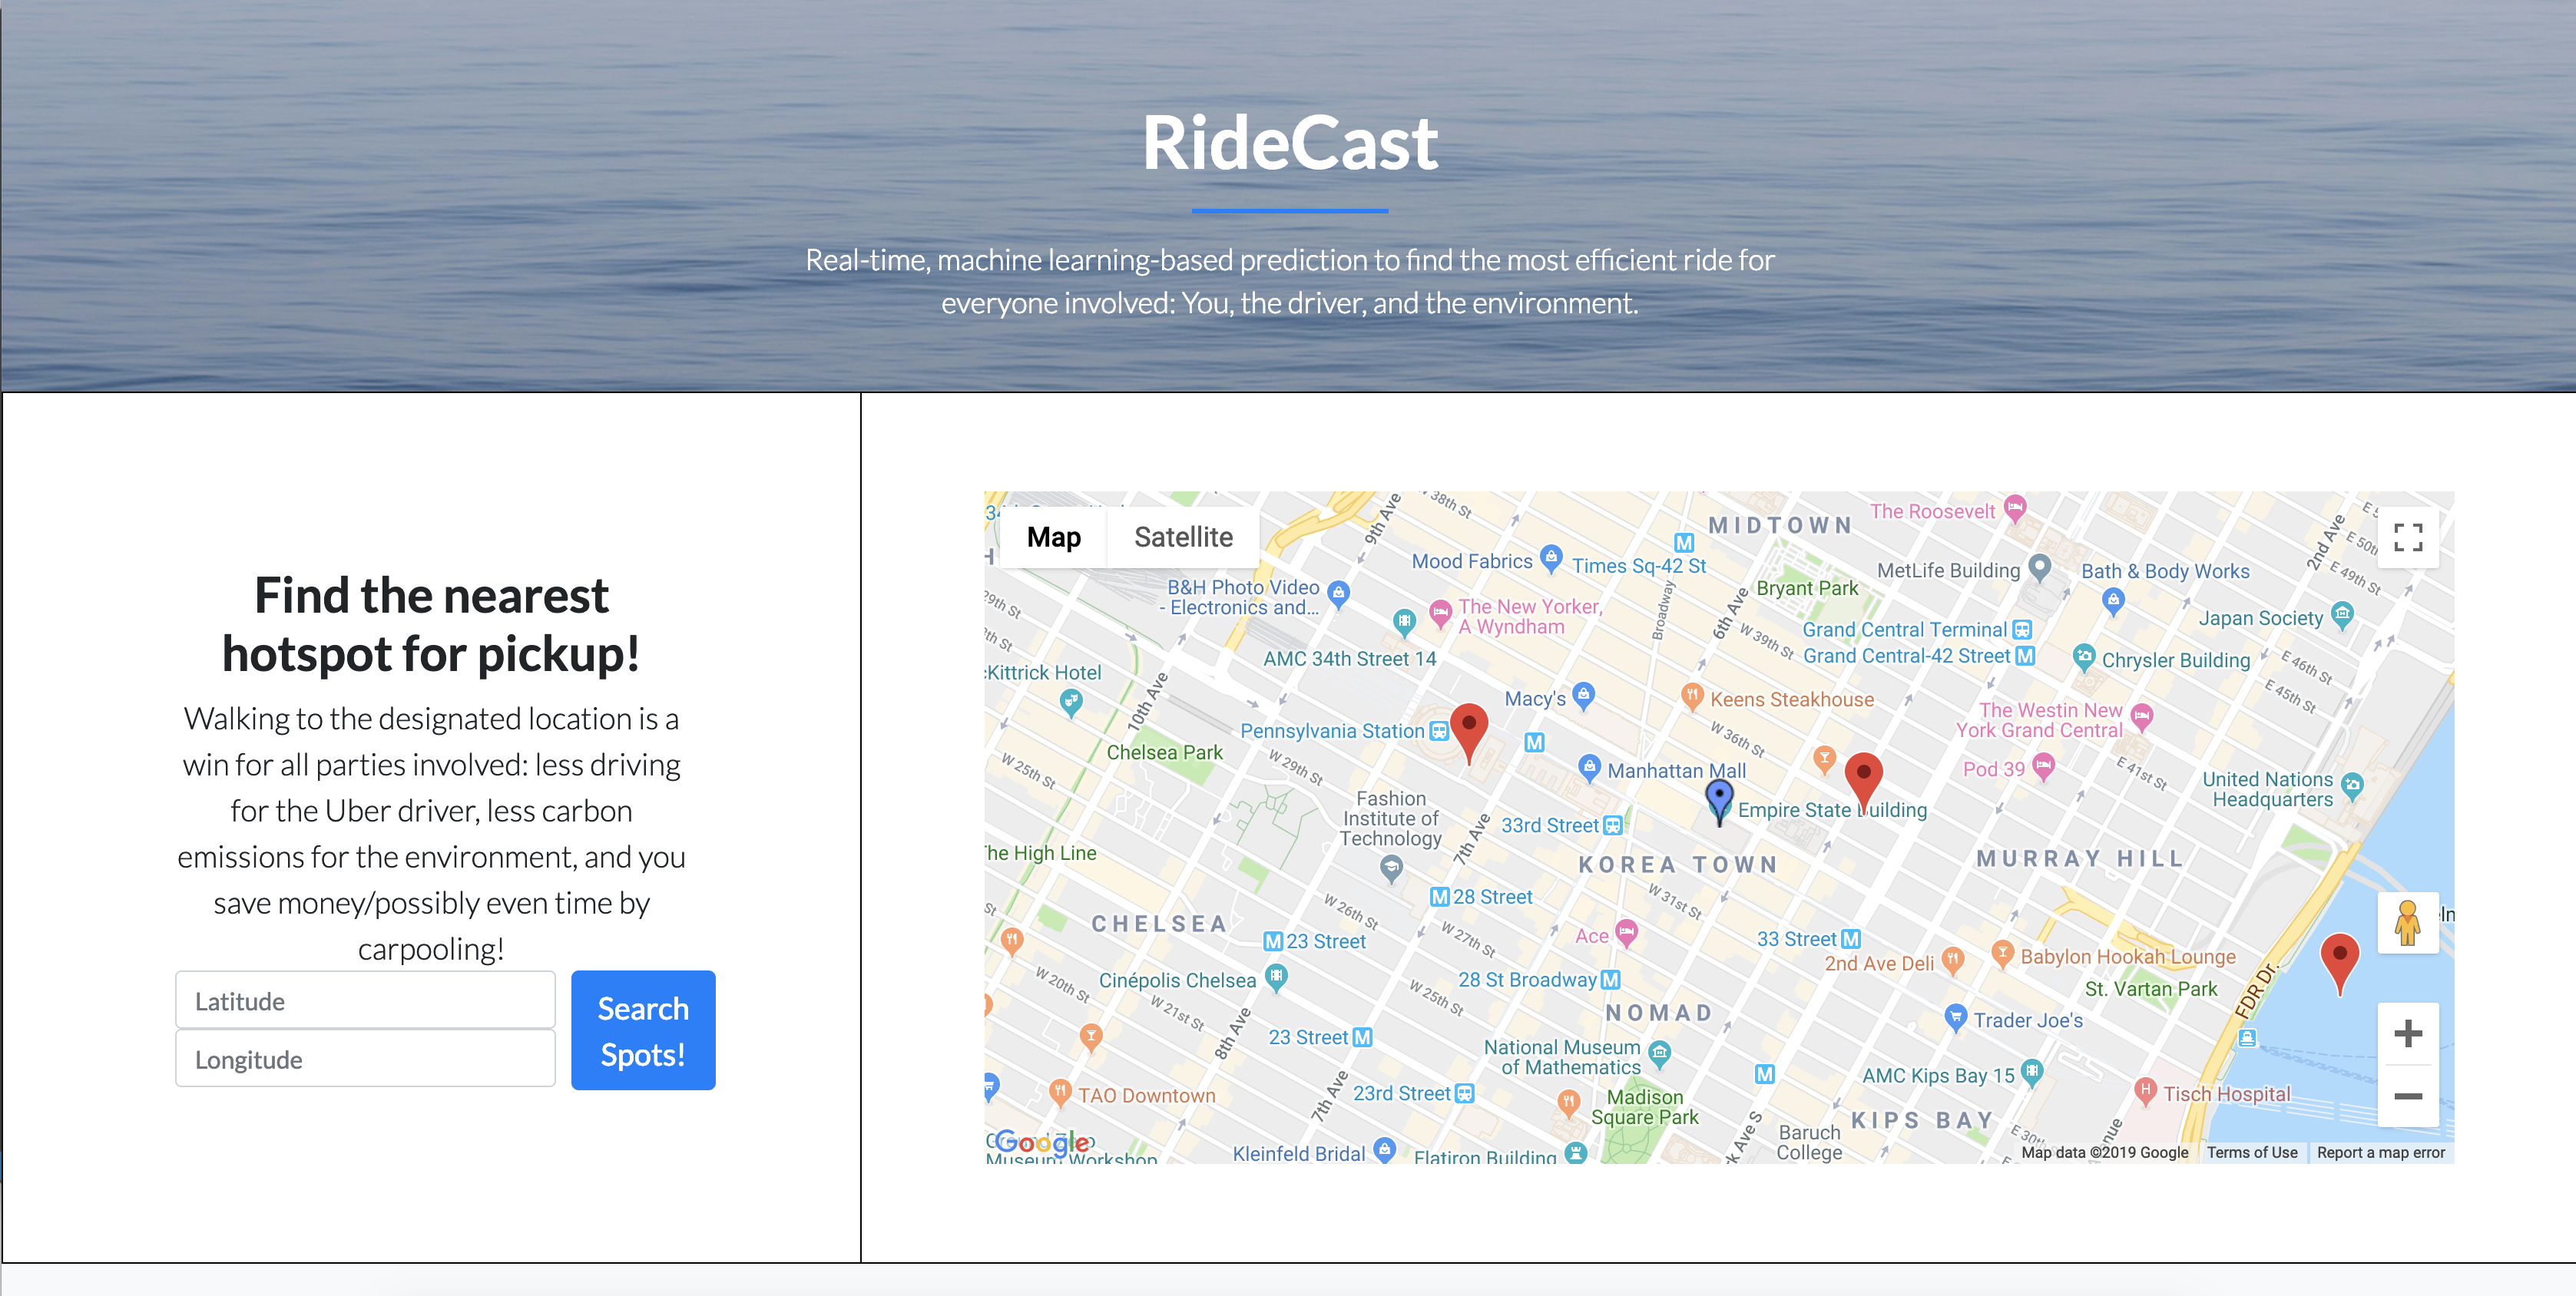 RideCast
Real-time, machine learning-based prediction to find the most efficient ride for
everyone involved: You, the driver, and the environment.
Find the nearest
hotspot for pickup!
Walking to the designated location is a
win for all parties involved: less driving
for the Uber driver, less carbon
emissions for the environment, and you
save money/possibly even time by
carpooling!
Latitude
Longitude
Search
Spots!
Map
Satellite
9th Ave
W 38th St
MIDTOWN
The Roosevelt
2nd Ave
E 50th
E 49th St
Mood Fabrics
Times Sq-42 St
MetLife Building
Bath & Body Works
B&H Photo Video
- Electronics and...
Bryant Park
29th St
The New Yorker,
A Wyndham
Broadway
6th Ave
W 39th St
Japan Society
Grand Central Terminal
Grand Central-42 Street
AMC 34th Street 14
Chrysler Building
E 46th St
E 45th St
Kittrick Hotel
10th Ave
Macy's
Keens Steakhouse
The Westin New
York Grand Central
Pennsylvania Station
W 36th St
Chelsea Park
W 29th St
W 25th St
Manhattan Mall
Pod 39
E 41st St
United Nations
Headquarters
Fashion
Institute of
Technology
Empire State Building
33rd Street
7th Ave
The High Line
KOREA TOWN
MURRAY HILL
28 Street
W 31st St
W 26th St
CHELSEA
23 Street
W 27th St
Ace
33 Street
2nd Ave Deli
Babylon Hookah Lounge
Cinépolis Chelsea
28 St Broadway
St. Vartan Park
FDR Dr.
W 20th St
W 21st St
W 25th St
NOMAD
Trader Joe's
8th Ave
23 Street
National Museum
of Mathematics
AMC Kips Bay 15
TAO Downtown
7th Ave
23rd Street
Madison
Square Park
Tisch Hospital
KIPS BAY
Baruch
College
E 30th
Google
Museum Workshop
Kleinfeld Bridal
Flatiron Building
Map data ©2019 Google
Terms of Use
Report a map error